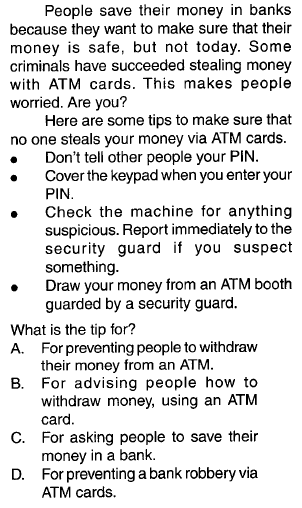 People save their money in banks
because they want to make sure that their
money is safe, but not today. Some
criminals have succeeded stealing money
with ATM cards. This makes people
worried. Are you?
Here are some tips to make sure that
no one steals your money via ATM cards.
• Don't tell other people your PIN.
• Cover the keypad when you enter your
PIN.
• Check the machine for anything
suspicious. Report immediately to the
security guard if you suspect
something.
• Draw your money from an ATM booth
guarded by a security guard.
What is the tip for?
A. For preventing people to withdraw
their money from an ATM.
B. For advising people how to
withdraw money, using an ATM
card.
C. For asking people to save their
money in a bank.
D. For preventing a bank robbery via
ATM cards.